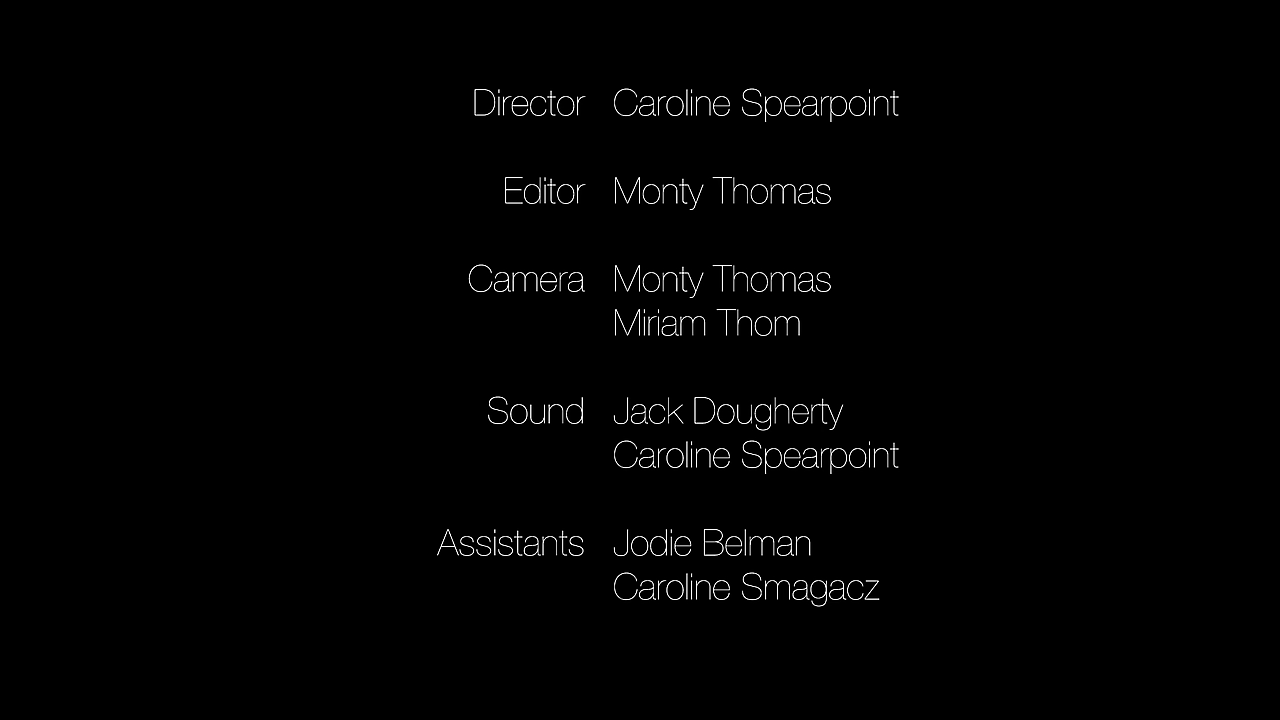 Director Caroline Spearpoint
Editor Monty Thomas
Camera Monty Thomas
Miriam Thom
Sound Jack Dougherty
Caroline Spearpoint
Assistants Jodie Belman
Caroline Smagacz